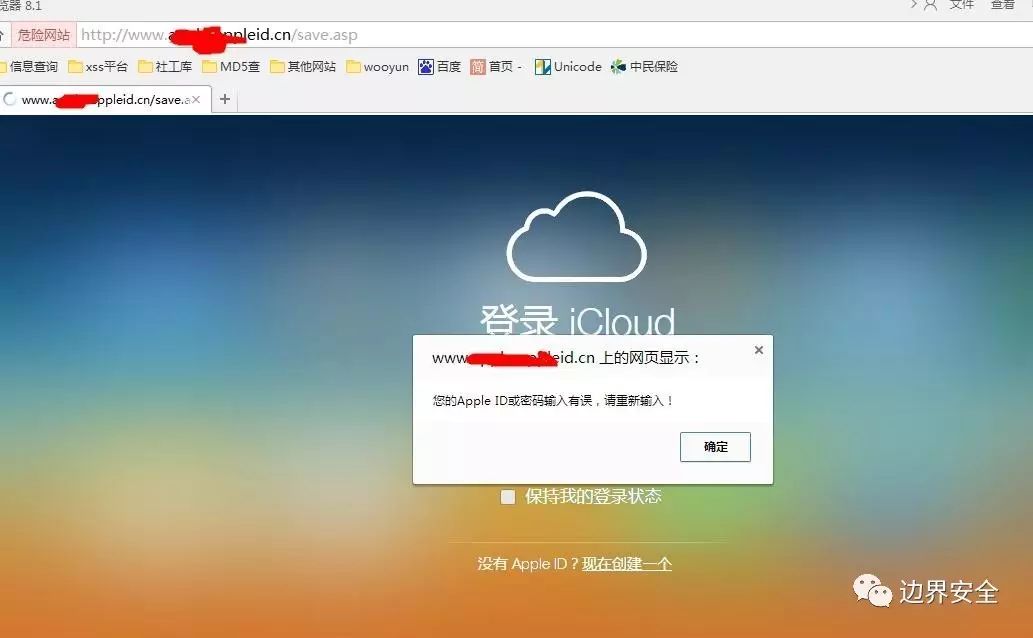 览器 8.1
文件 查看
危险网站 http://www. ppleid.cn/save.asp
信息查询 xss平台 社工库 MD5查 其他网站 wooyun 百度 简 首页 - Unicode 中民保险
www.a ppleid.cn/save.a × +
登录 iCloud
www. eid.cn 上的网页显示：
您的Apple ID或密码输入有误，请重新输入！
确定
保持我的登录状态
没有 Apple ID？现在创建一个
边界安全